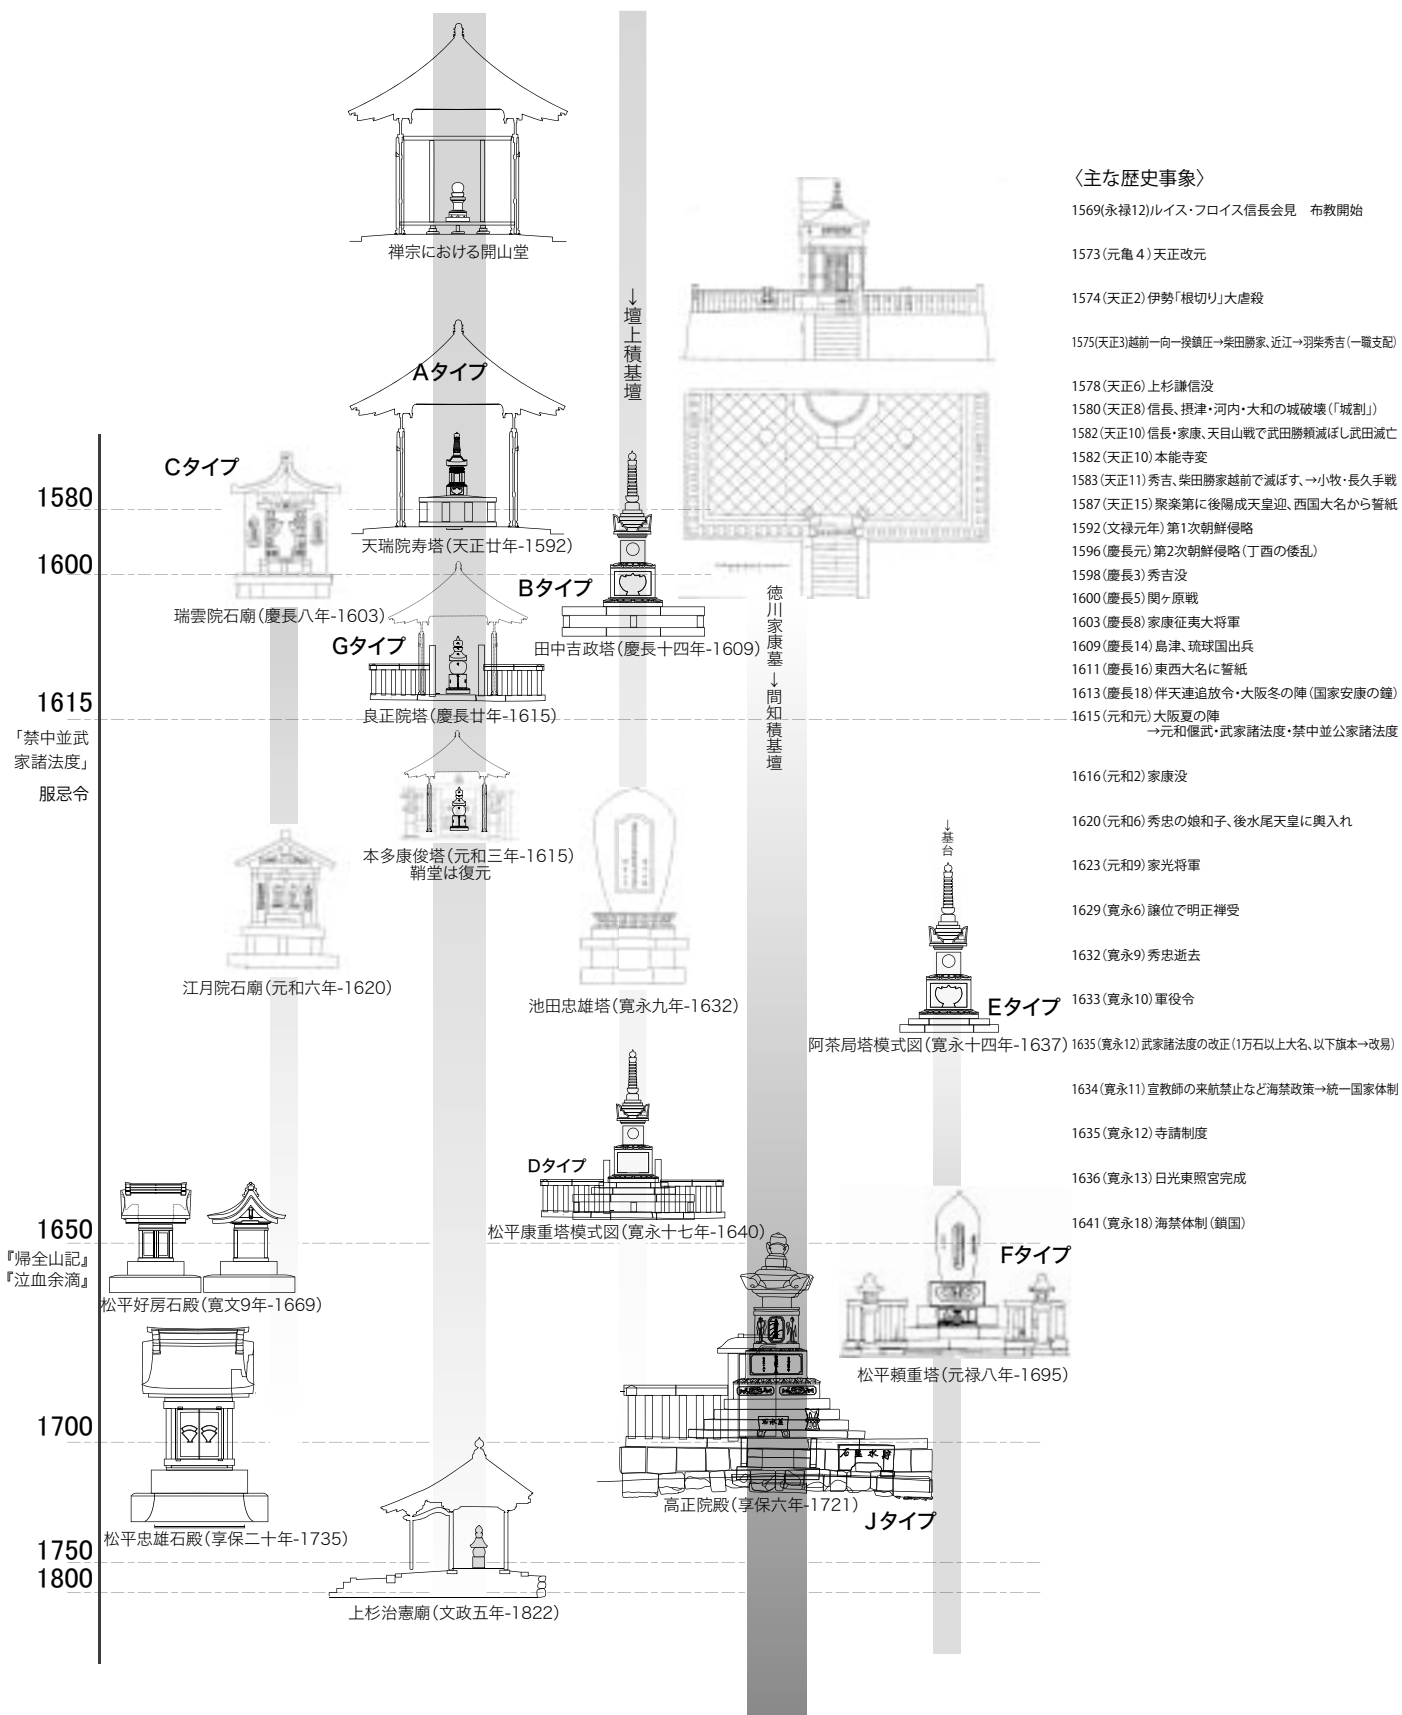 禅宗における開山堂
↓壇上積基壇
Aタイプ
Cタイプ
1580
天瑞院寿塔(天正廿年-1592)
1600
Bタイプ
瑞雲院石廟(慶長八年-1603)
Gタイプ
田中吉政塔(慶長十四年-1609)
徳川家康墓→間知積基壇
1615
良正院塔(慶長廿年-1615)
「禁中並武
家諸法度」
服忌令
本多康俊塔(元和三年-1615)
鞘堂は復元
↓基台
江月院石廟(元和六年-1620)
池田忠雄塔(寛永九年-1632)
Eタイプ
阿茶局塔模式図(寛永十四年-1637)
Dタイプ
松平康重塔模式図(寛永十七年-1640)
1650
『帰全山記』
『泣血余滴』
松平好房石殿(寛文9年-1669)
Fタイプ
松平頼重塔(元禄八年-1695)
1700
高正院殿(享保六年-1721)
Jタイプ
松平忠雄石殿(享保二十年-1735)
1750
1800
上杉治憲廟(文政五年-1822)
〈主な歴史事象〉
1569(永禄12)ルイス・フロイス信長会見　布教開始
1573(元亀４)天正改元
1574(天正2)伊勢「根切り」大虐殺
1575(天正3)越前一向一揆鎮圧→柴田勝家、近江→羽柴秀吉(一職支配)
1578(天正6)上杉謙信没
1580(天正8)信長、摂津・河内・大和の城破壊(「城割」)
1582(天正10)信長・家康、天目山戦で武田勝頼滅ぼし武田滅亡
1582(天正10)本能寺変
1583(天正11)秀吉、柴田勝家越前で滅ぼす、→小牧・長久手戦
1587(天正15)聚楽第に後陽成天皇迎、西国大名から誓紙
1592(文禄元年)第1次朝鮮侵略
1596(慶長元)第2次朝鮮侵略(丁酉の倭乱)
1598(慶長3)秀吉没
1600(慶長5)関ヶ原戦
1603(慶長8)家康征夷大将軍
1609(慶長14)島津、琉球国出兵
1611(慶長16)東西大名に誓紙
1613(慶長18)伴天連追放令・大阪冬の陣(国家安康の鐘)
1615(元和元)大阪夏の陣
→元和偃武・武家諸法度・禁中並公家諸法度
1616(元和2)家康没
1620(元和6)秀忠の娘和子、後水尾天皇に輿入れ
1623(元和9)家光将軍
1629(寛永6)譲位で明正禅受
1632(寛永9)秀忠逝去
1633(寛永10)軍役令
1635(寛永12)武家諸法度の改正(1万石以上大名、以下旗本→改易)
1634(寛永11)宣教師の来航禁止など海禁政策→統一国家体制
1635(寛永12)寺請制度
1636(寛永13)日光東照宮完成
1641(寛永18)海禁体制(鎖国)